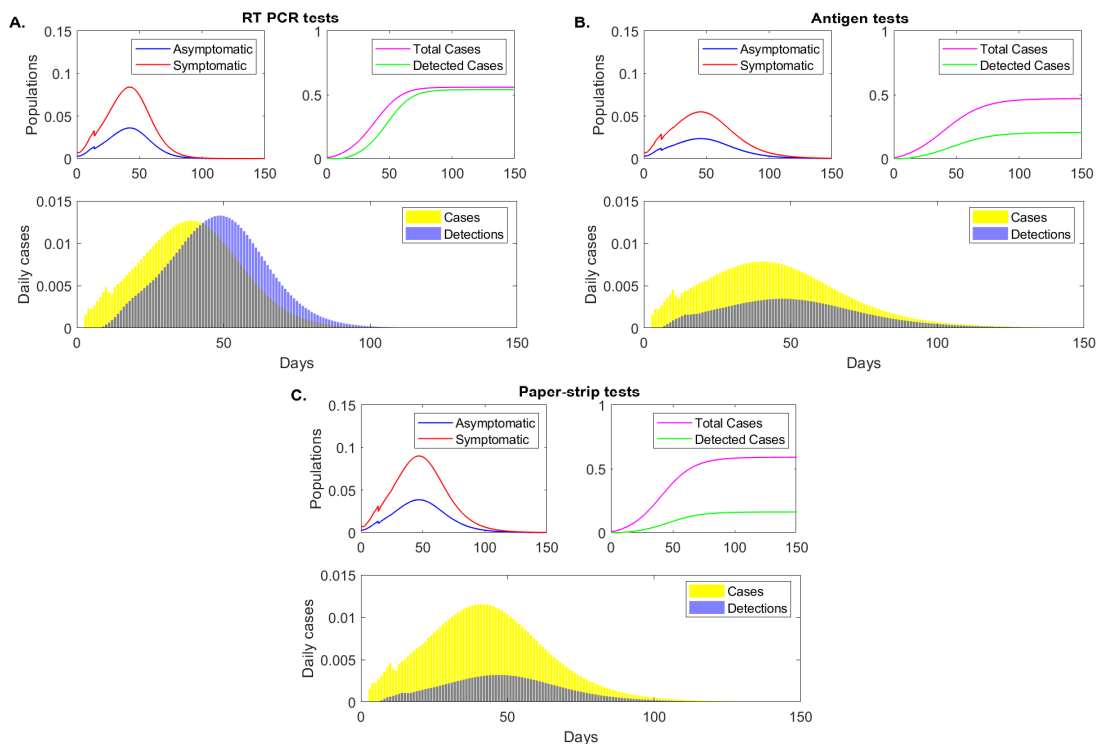 A.
RT PCR tests
0.15
0.1
0.05
0
Populations
Asymptomatic
Symptomatic
0 50 100 150
1
0.5
0
Total Cases
Detected Cases
0 50 100 150
0.015
0.01
0.005
0
Daily cases
Cases
Detections
0 50 100 150
Days
B.
Antigen tests
0.15
0.1
0.05
0
Populations
Asymptomatic
Symptomatic
0 50 100 150
1
0.5
0
Total Cases
Detected Cases
0 50 100 150
0.015
0.01
0.005
0
Daily cases
Cases
Detections
0 50 100 150
Days
C.
Paper-strip tests
0.15
0.1
0.05
0
Populations
Asymptomatic
Symptomatic
0 50 100 150
1
0.5
0
Total Cases
Detected Cases
0 50 100 150
0.015
0.01
0.005
0
Daily cases
Cases
Detections
0 50 100 150
Days